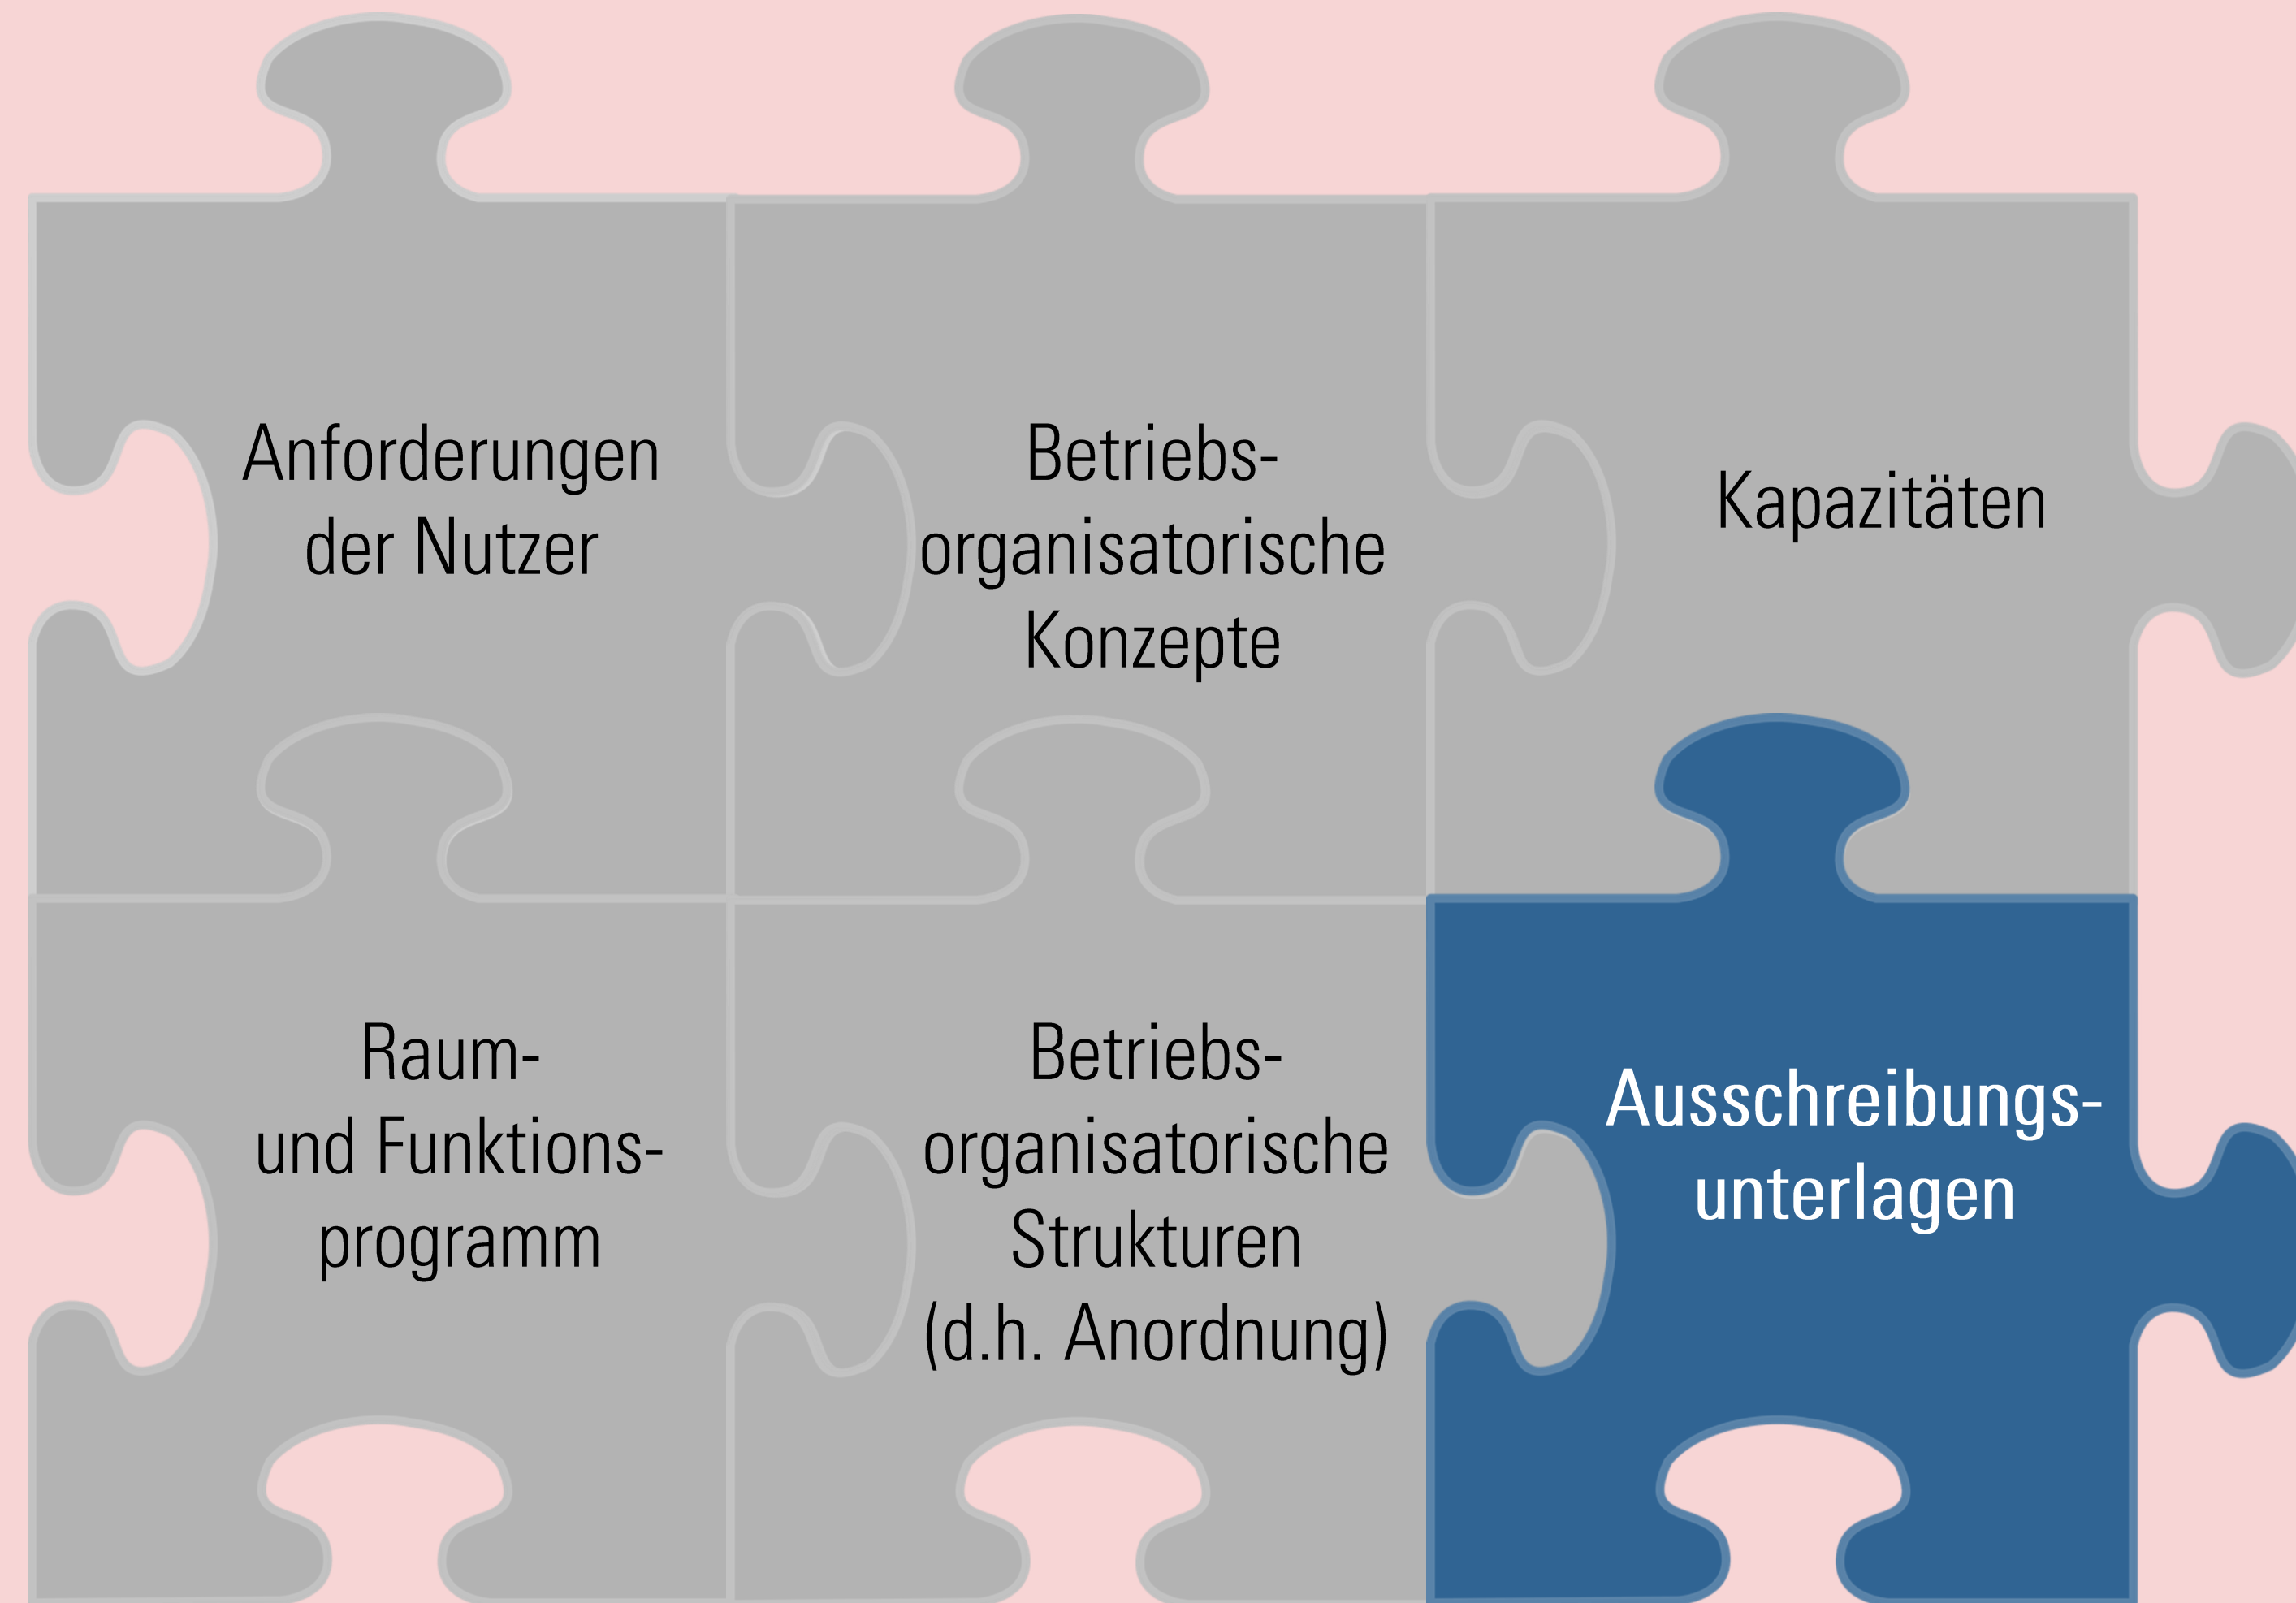 Anforderungen
der Nutzer
Betriebs-
organisatorische
Konzepte
Kapazitäten
Raum-
und Funktions-
programm
Betriebs-
organisatorische
Strukturen
(d.h. Anordnung)
Ausschreibungs-
unterlagen